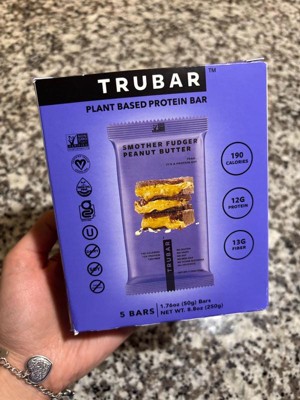 TRUBAR™
PLANT BASED PROTEIN BAR
SMOTHER FUDGER
PEANUT BUTTER
190
CALORIES
12G
PROTEIN
13G
FIBER
TRUBAR
5 BARS
1.76oz (50g) Bars
NET WT. 8.8oz (250g)